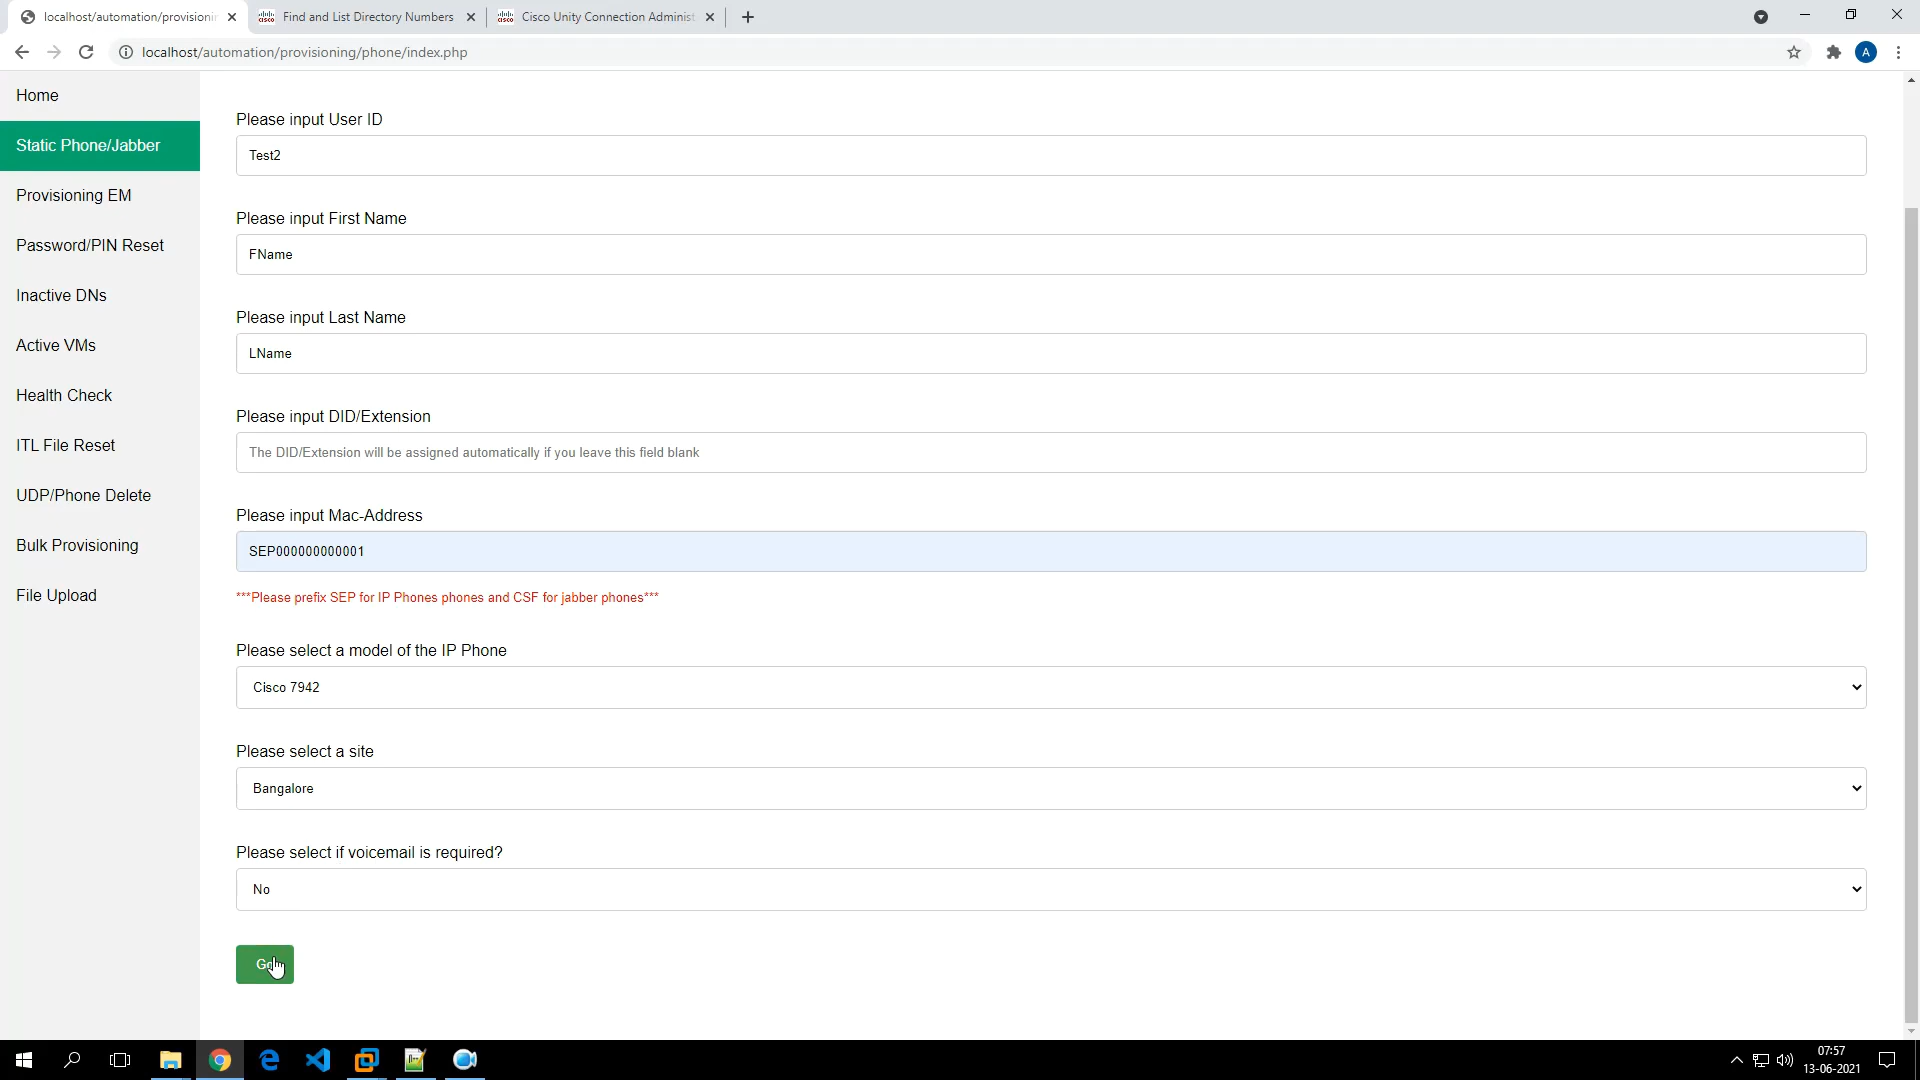 localhost/automation/provisionin
Find and List Directory Numbers
Cisco Unity Connection Administ
localhost/automation/provisioning/phone/index.php
A
Home
Static Phone/Jabber
Provisioning EM
Password/PIN Reset
Inactive DNs
Active VMs
Health Check
ITL File Reset
UDP/Phone Delete
Bulk Provisioning
File Upload
Please input User ID
Test2
Please input First Name
FName
Please input Last Name
LName
Please input DID/Extension
The DID/Extension will be assigned automatically if you leave this field blank
Please input Mac-Address
SEP000000000001
***Please prefix SEP for IP Phones phones and CSF for jabber phones***
Please select a model of the IP Phone
Cisco 7942
Please select a site
Bangalore
Please select if voicemail is required?
No
Go
07:57
13-06-2021